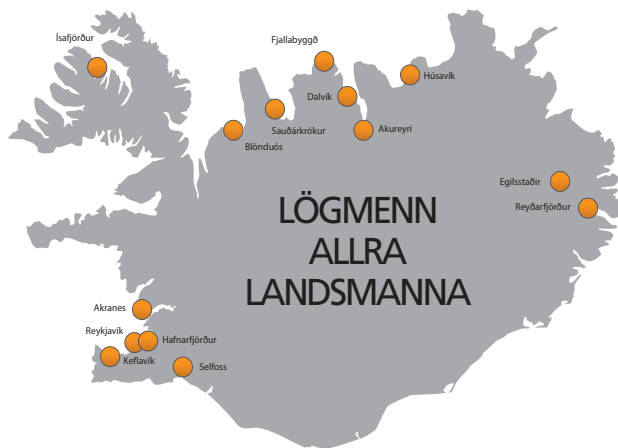 Ísafjörður
Fjallabyggð
Húsavík
Dalvík
Sauðárkrókur
Akureyri
Blönduós
Egilsstaðir
Reyðarfjörður
LÖGMENN
ALLRA
LANDSMANNA
Akranes
Reykjavík
Hafnarfjörður
Keflavík
Selfoss